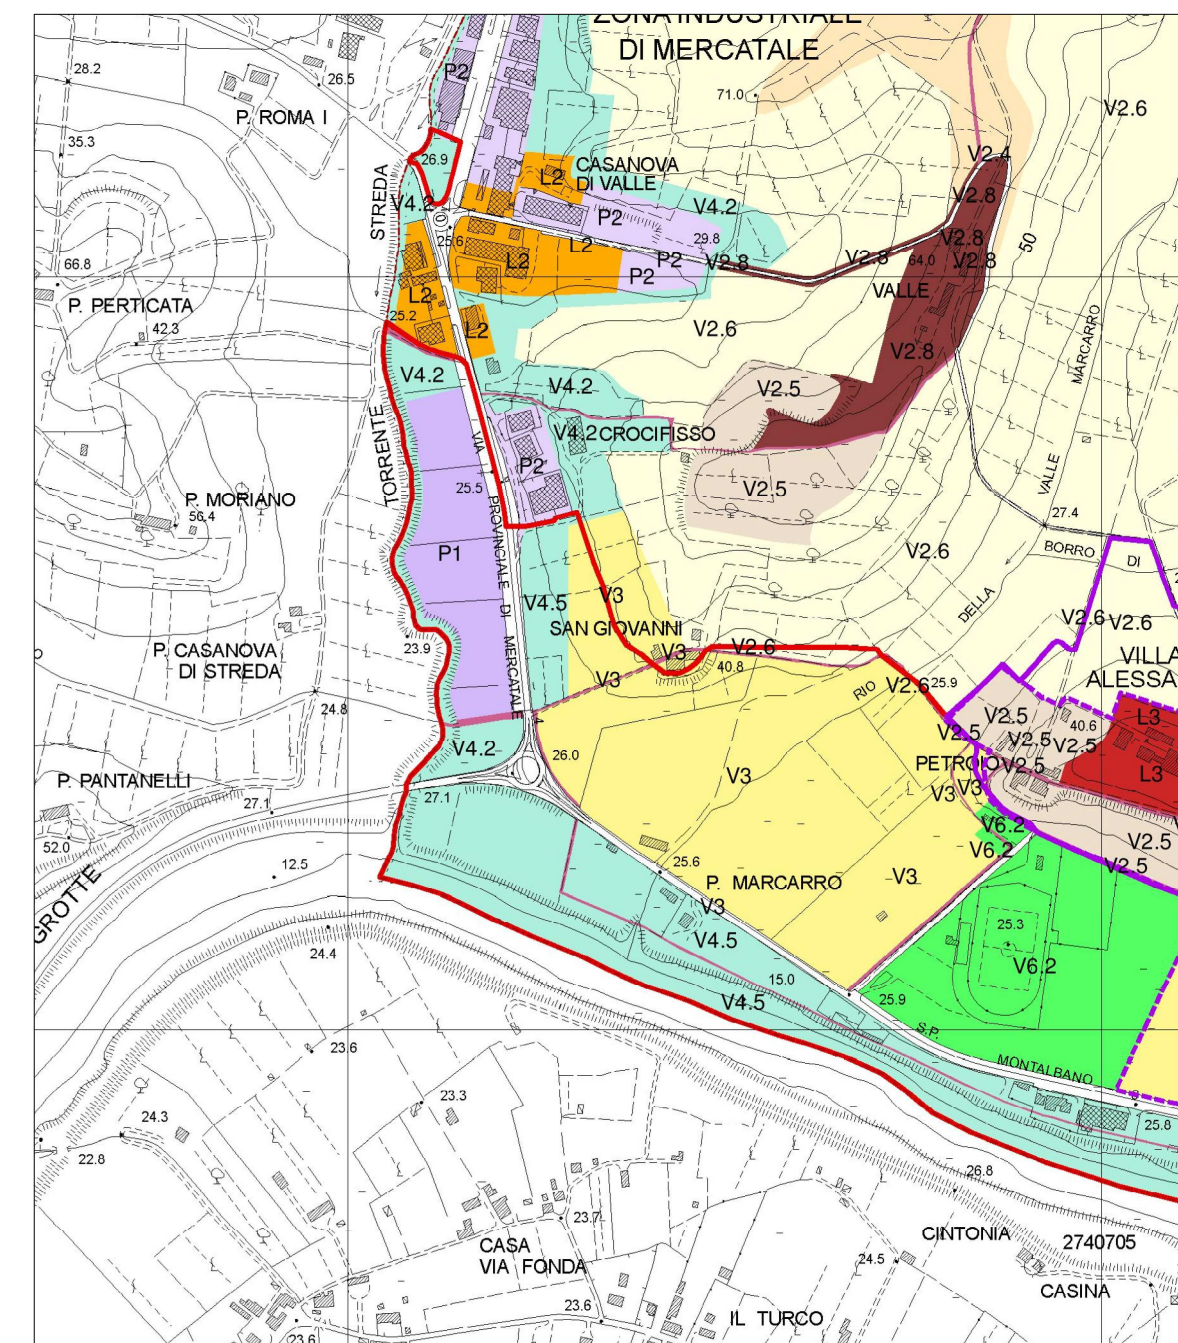 ZONA INDUSTRIALE
DI MERCATALE
28.2
P2
26.5
71.0
V2.6
P. ROMA I
35.3
26.9
CASANOVA
DI VALLE
L2
V2.4
V2.8
STREDA
V4.2
P2
V4.2
25.6
L2
29.8
V2.8
50
66.8
L2
P2
P2
V2.8
V2.8
64.0
V2.8
VALLE
P. PERTICATA
L2
25.2
42.3
L2
V2.6
MARCARRO
V2.8
V4.2
V4.2
V2.5
TORRENTE
VIA
V4.2
CROCIFISSO
P2
25.5
V2.5
VALLE
P. MORIANO
56.4
PROVINCIALE DI MERCATALE
27.4
P1
V2.6
BORRO
DI
V4.5
V3
DELLA
SAN GIOVANNI
V2.6
V2.6
V2.6
23.9
P. CASANOVA
DI STREDA
V3
40.8
VILLA
ALESSA
V3
RIO
V2.6
25.9
24.8
V2.5
40.6
L3
V2.5
V2.5
V2.5
V4.2
26.0
PETROIO
V2.5
L3
P. PANTANELLI
V3
V3
V3
27.1
27.1
V6.2
52.0
V6.2
V2.5
V2.5
12.5
25.6
P. MARCARRO
V3
GROTTE
V3
24.4
V4.5
25.3
V6.2
15.0
V4.5
25.9
S.P.
23.6
MONTALBANO
23.3
24.3
25.8
22.8
26.8
23.7
CINTONIA
2740705
CASA
VIA FONDA
24.5
CASINA
23.6
IL TURCO
23.6